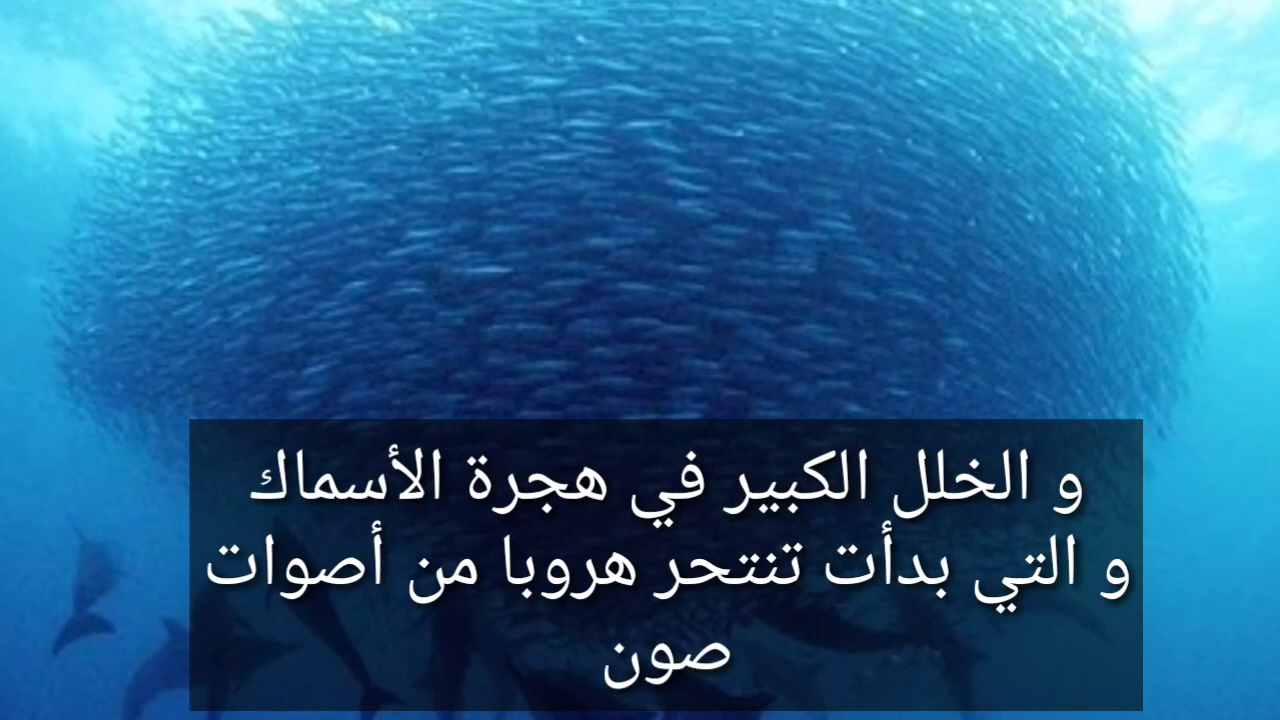 و الخلل الكبير في هجرة الأسماك
و التي بدأت تنتحر هروبا من أصوات
صون